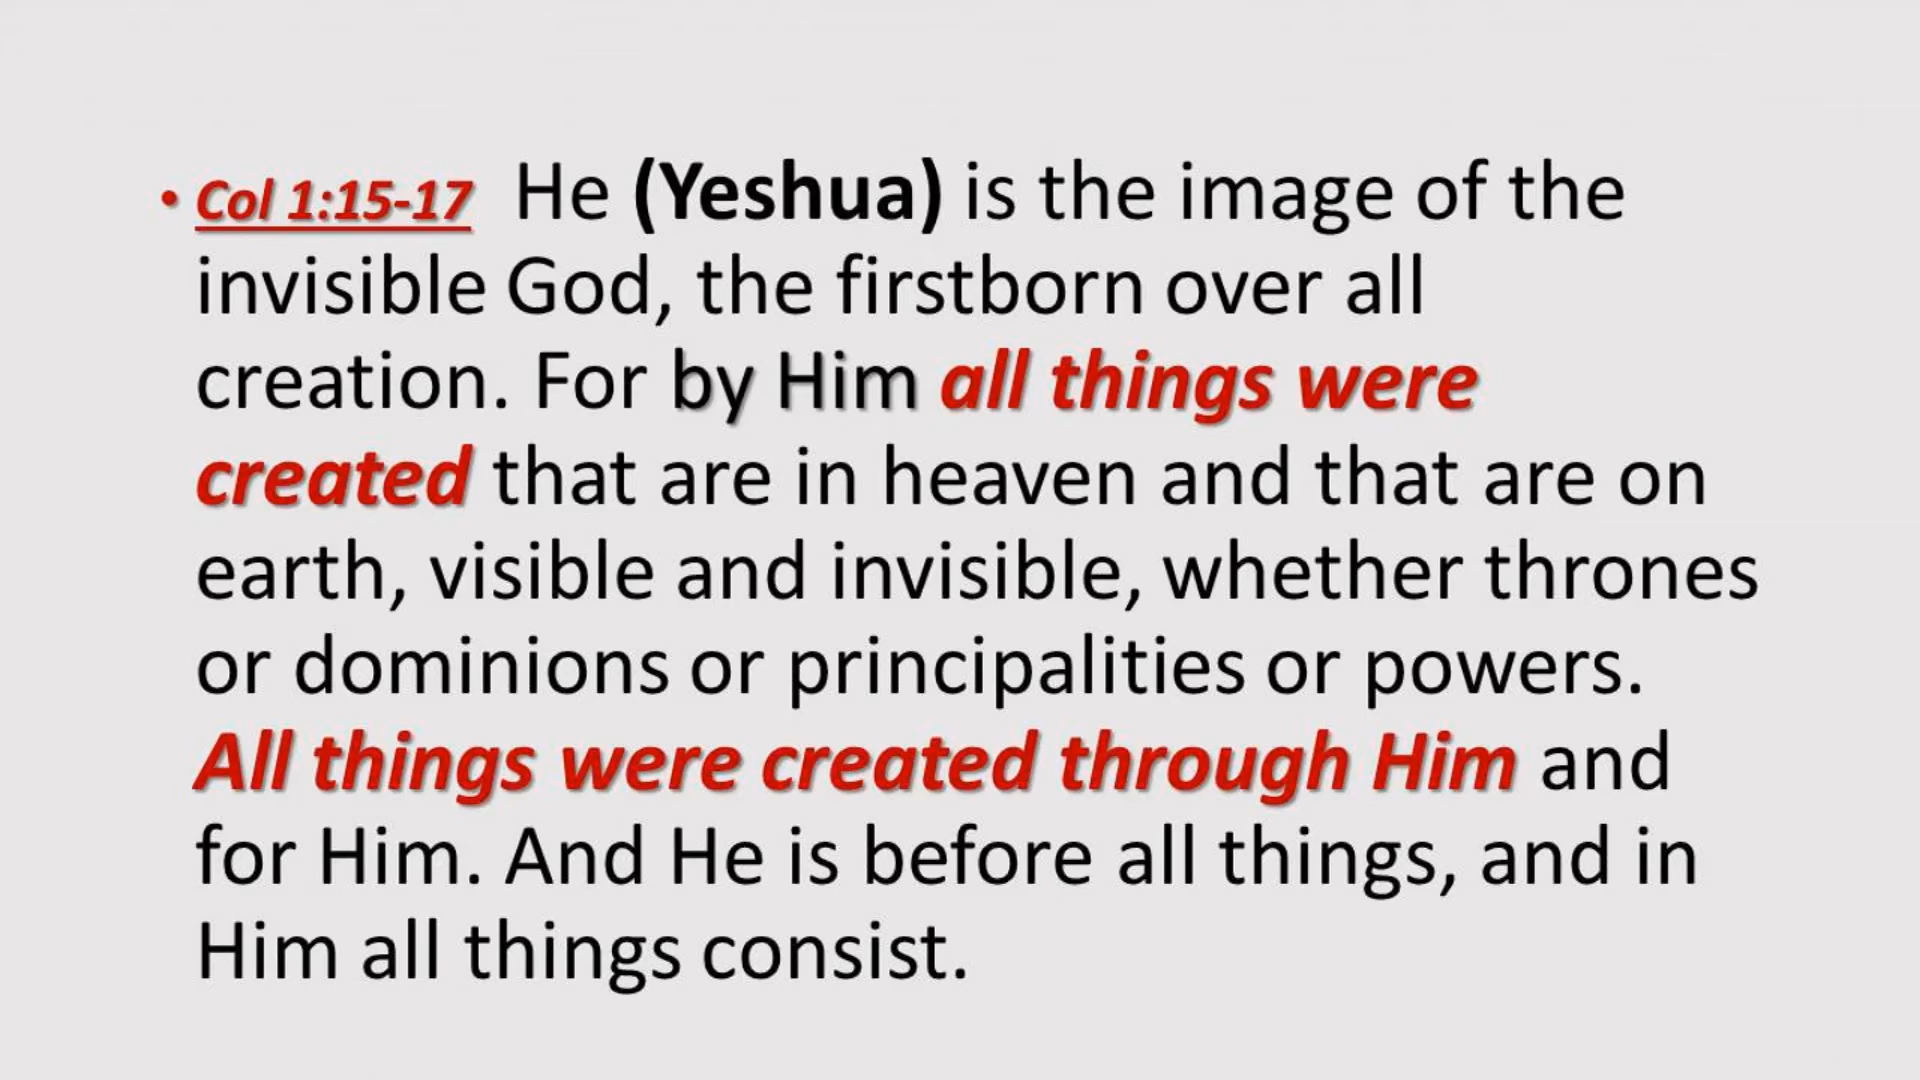 • Col 1:15-17 He (Yeshua) is the image of the
invisible God, the firstborn over all
creation. For by Him all things were
created that are in heaven and that are on
earth, visible and invisible, whether thrones
or dominions or principalities or powers.
All things were created through Him and
for Him. And He is before all things, and in
Him all things consist.